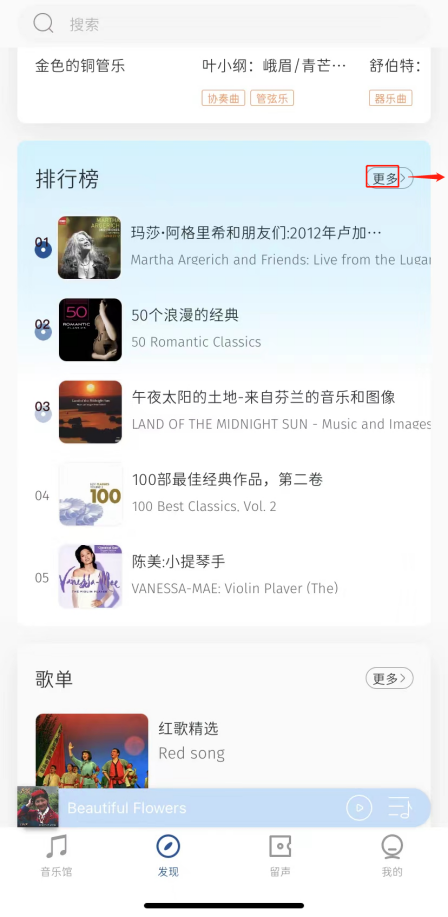 搜索
金色的铜管乐
叶小纲：峨眉/青芒…
舒伯特：
协奏曲
管弦乐
器乐曲
排行榜
更多
01
MARTHA ARGERICH
玛莎·阿格里希和朋友们:2012年卢加…
Martha Argerich and Friends: Live from the Lugan
02
50
ROMANTIC
CLASSICS
50个浪漫的经典
50 Romantic Classics
03
午夜太阳的土地-来自芬兰的音乐和图像
LAND OF THE MIDNIGHT SUN - Music and Images
04
100
100部最佳经典作品，第二卷
100 Best Classics, Vol. 2
05
Vanessa-Mae
THE VIOLIN PLAYER
陈美:小提琴手
VANESSA-MAE: Violin Player (The)
歌单
更多
红歌精选
Red song
Beautiful Flowers
音乐馆
发现
留声
我的